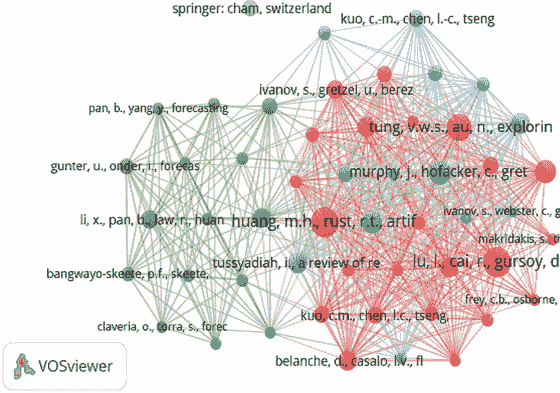 springer: cham, switzerland
kuo, c.-m., chen, l.-c., tseng
ivanov, s., gretzel, u., berez
pan, b., yang, y., forecasting
tung, v.w.s., au, n., explorin
gunter, u., onder, i., forecas
murphy, j., hofacker, c., gret
li, x., pan, b., law, r., huan
huang, m.h., rust, r.t., artif
ivanov, s., webster, c., g
makridakis, s., th
tussyadiah, i., a review of re
lu, l., cai, r., gursoy, d
bangwayo-skeete, p.f., skeete,
frey, c.b., osborne,
kuo, c.m., chen, l.c., tseng,
claveria, o., torra, s., forec
belanche, d., casalo, l.v., fl
VOSviewer